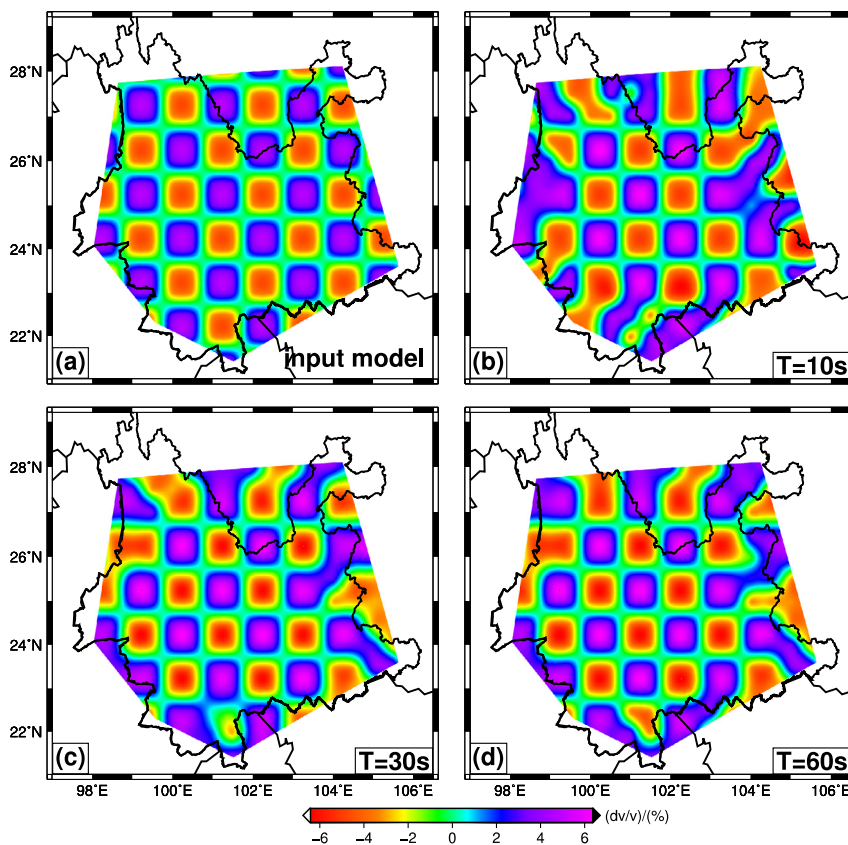 28°N
26°N
24°N
22°N
(a)
input model
(b)
T=10s
28°N
26°N
24°N
22°N
(c)
T=30s
(d)
T=60s
98°E 100°E 102°E 104°E 106°E 98°E 100°E 102°E 104°E 106°E
−6 −4 −2 0 2 4 6
(dv/v)/(%)